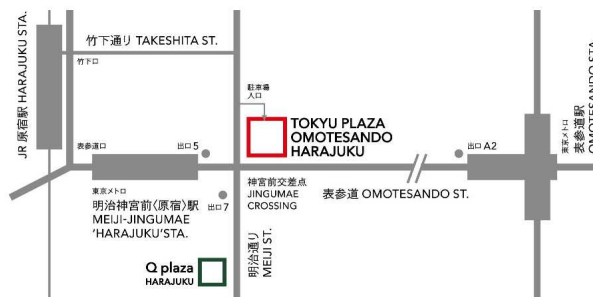 JR 原宿駅 HARAJUKU STA.
竹下通り TAKESHITA ST.
竹下口
駐車場
入口
TOKYU PLAZA
OMOTESANDO
HARAJUKU
表参道口
出口 5
出口 A2
東京メトロ
表参道駅
OMOTESANDO STA.
東京メトロ
明治神宮前〈原宿〉駅
MEIJI-JINGUMAE
'HARAJUKU'STA.
出口 7
神宮前交差点
JINGUMAE
CROSSING
表参道 OMOTESANDO ST.
明治通り
MEIJI ST.
Q plaza
HARAJUKU